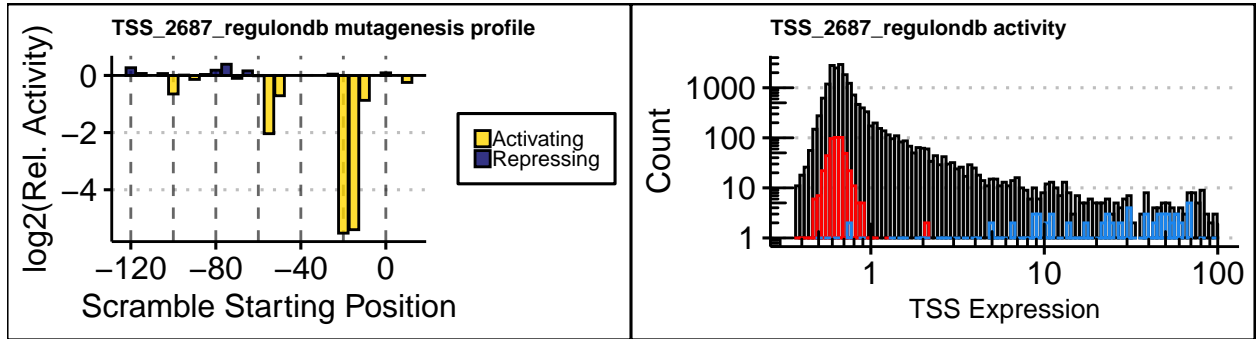 TSS_2687_regulondb mutagenesis profile
log2(Rel. Activity)
0
−2
−4
−120
−80
−40
0
Scramble Starting Position
Activating
Repressing
TSS_2687_regulondb activity
Count
1000
100
10
1
1
10
100
TSS Expression